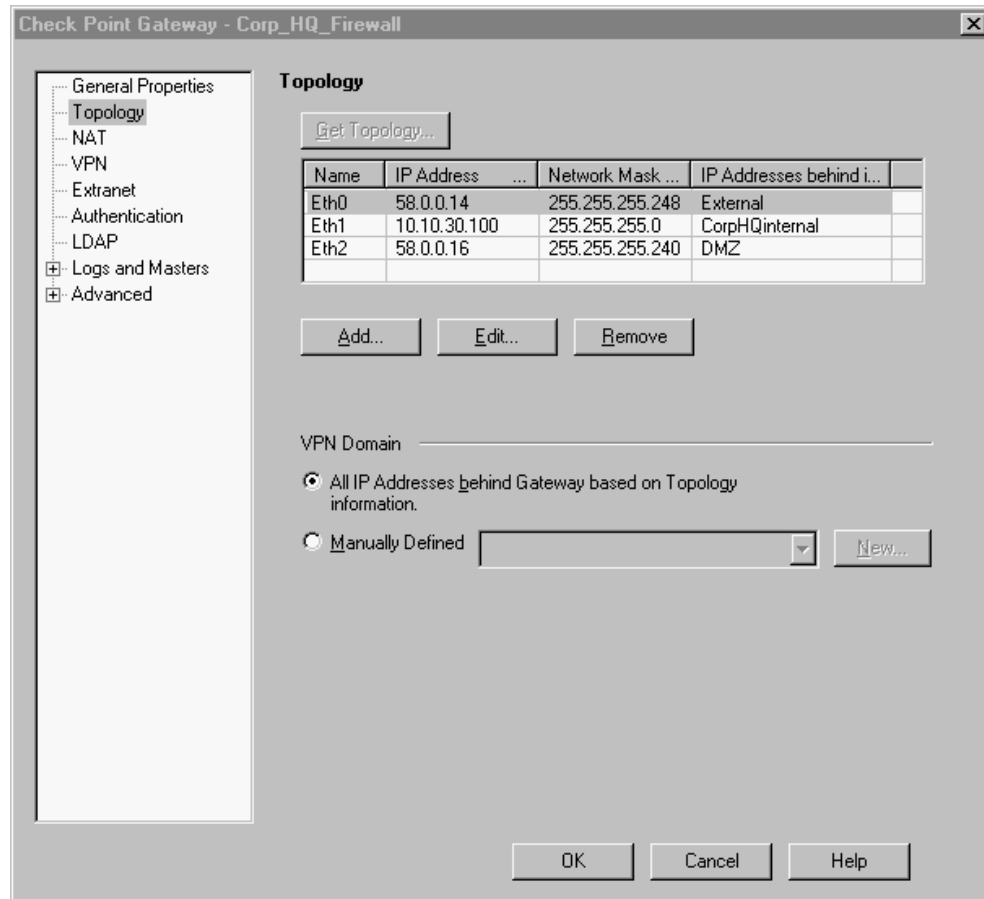 Check Point Gateway - Corp_HQ_Firewall
General Properties
Topology
NAT
VPN
Extranet
Authentication
LDAP
Logs and Masters
Advanced
Topology
Get Topology...
Name IP Address ... Network Mask ... IP Addresses behind i...
Eth0 58.0.0.14 255.255.255.248 External
Eth1 10.10.30.100 255.255.255.0 CorpHQinternal
Eth2 58.0.0.16 255.255.255.240 DMZ
Add... Edit... Remove
VPN Domain
All IP Addresses behind Gateway based on Topology
information.
Manually Defined New...
OK Cancel Help